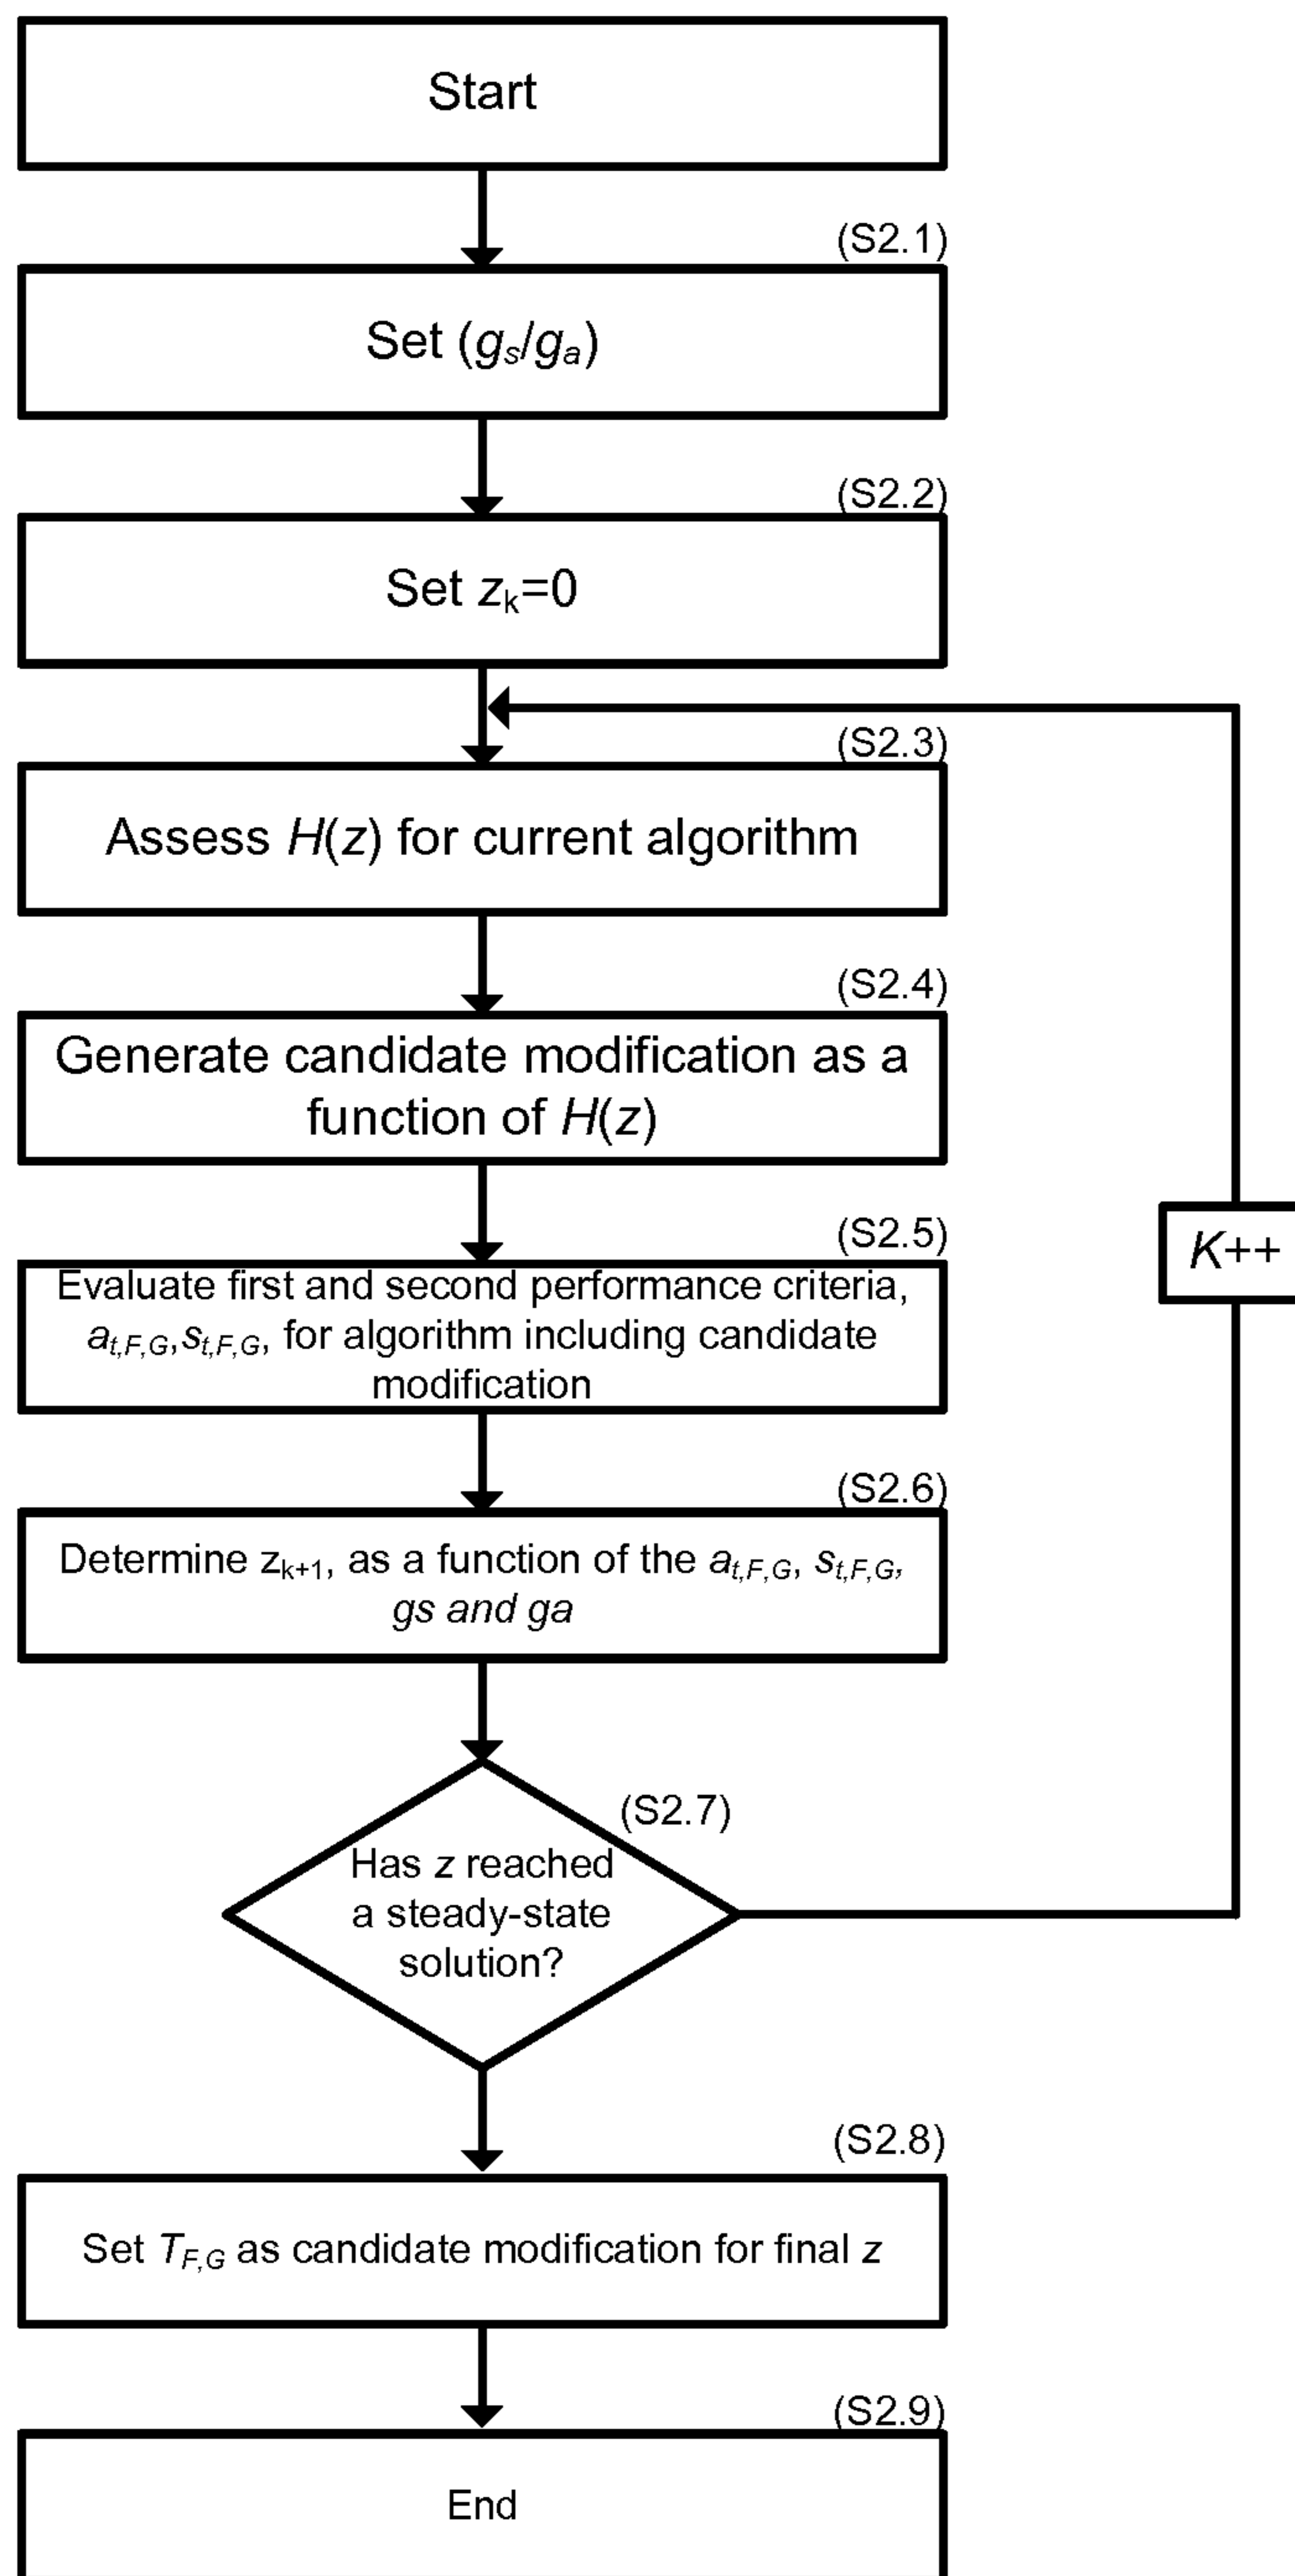 Start
(S2.1)
Set (gs/ga)
(S2.2)
Set zk=0
(S2.3)
Assess H(z) for current algorithm
(S2.4)
Generate candidate modification as a
function of H(z)
K++
(S2.5)
Evaluate first and second performance criteria,
at,F,G,st,F,G, for algorithm including candidate
modification
(S2.6)
Determine zk+1, as a function of the at,F,G, st,F,G,
gs and ga
(S2.7)
Has z reached
a steady-state
solution?
(S2.8)
Set TF,G as candidate modification for final z
(S2.9)
End